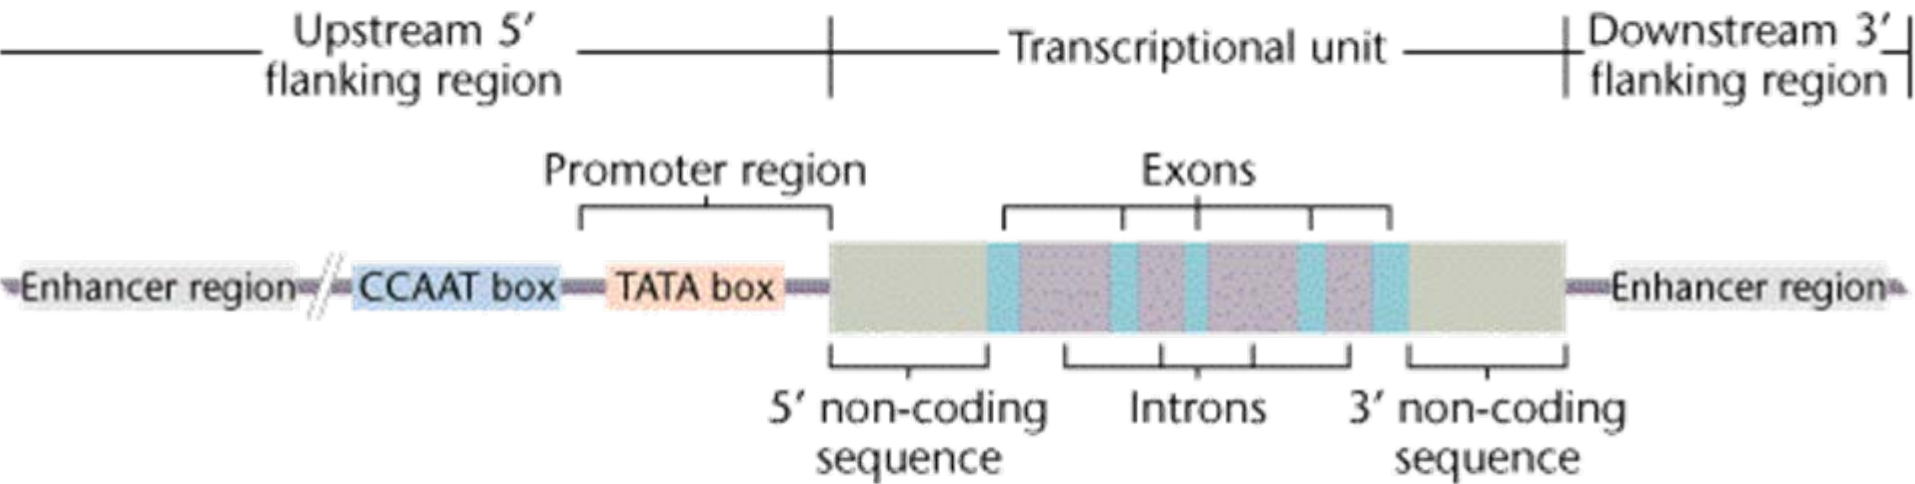 Upstream 5′
flanking region
Transcriptional unit
Downstream 3′
flanking region
Promoter region
Exons
Enhancer region
CCAAT box
TATA box
Enhancer region
5′ non-coding
sequence
Introns
3′ non-coding
sequence